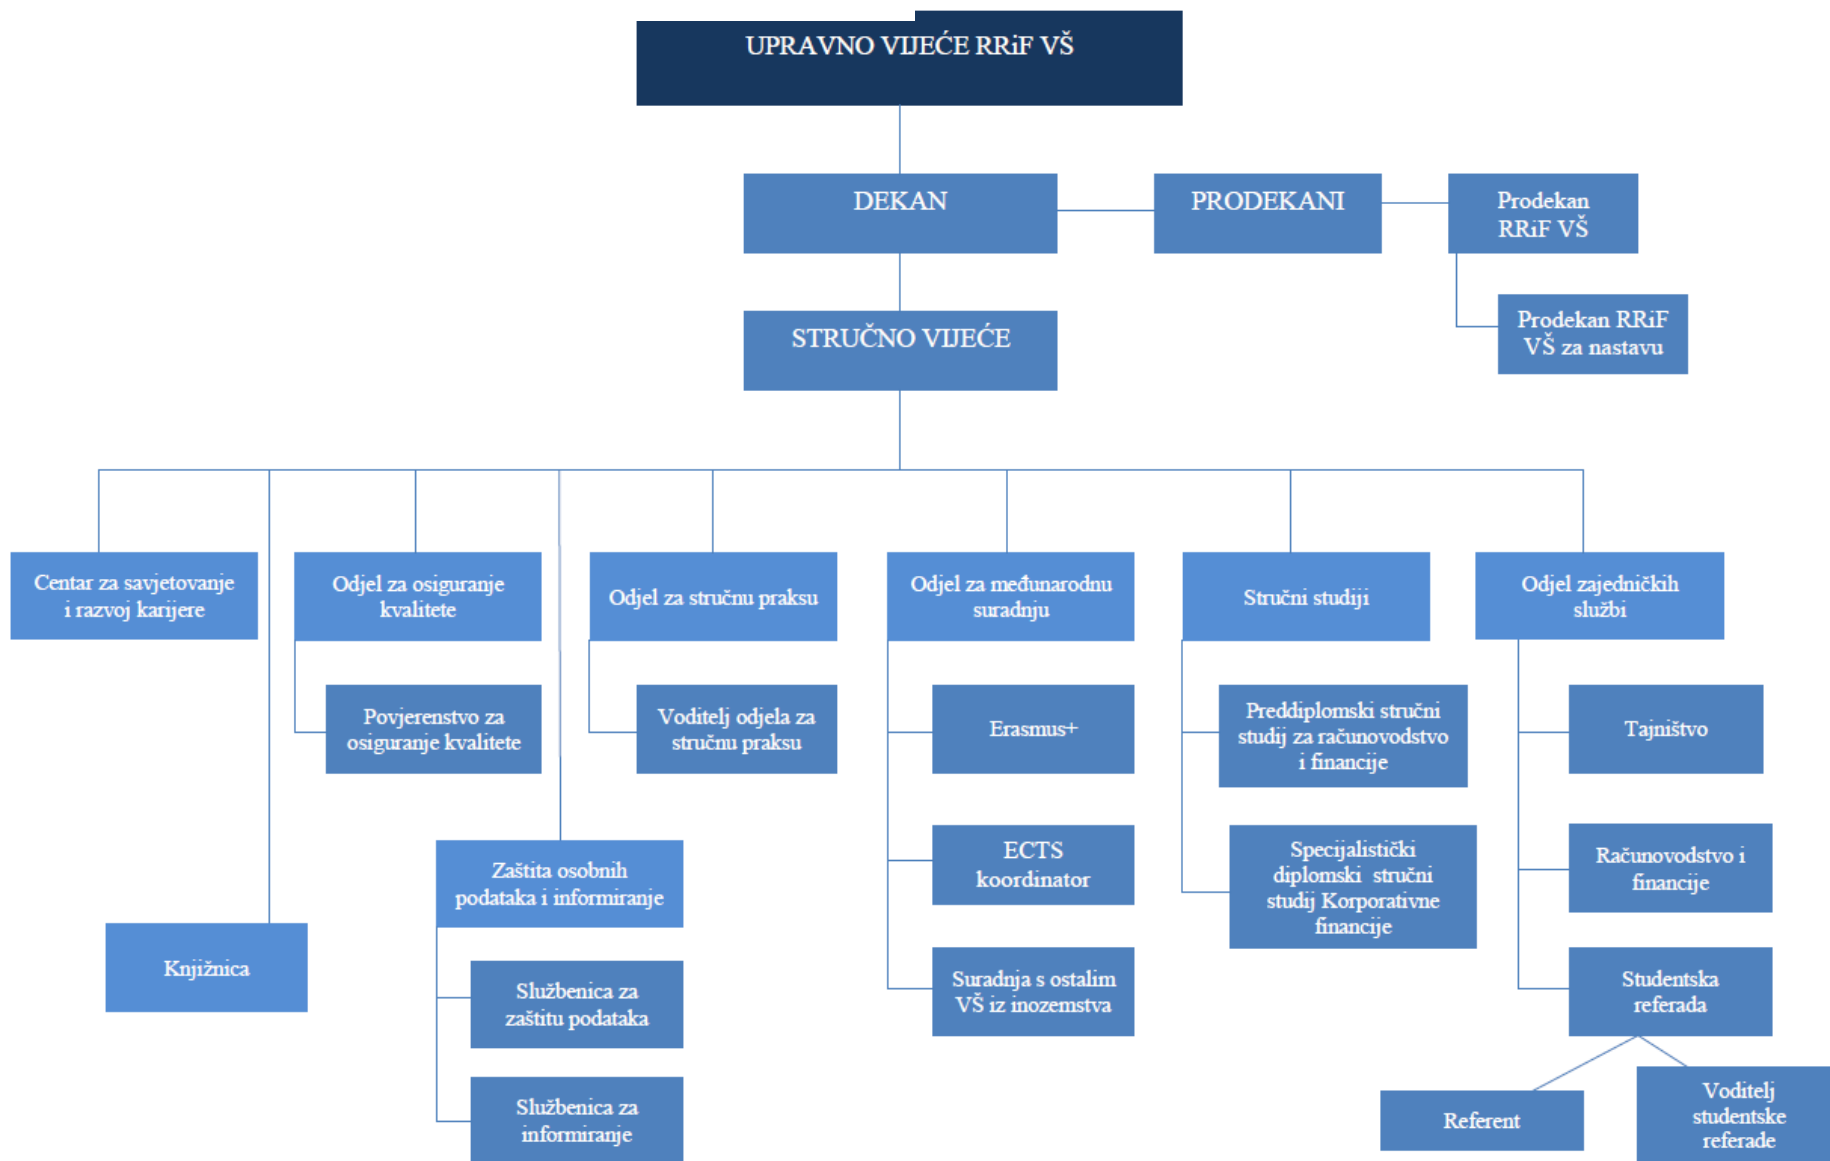 UPRAVNO VIJEĆE RRiF VŠ
DEKAN
PRODEKANI
Prodekan
RRiF VŠ
Prodekan RRiF
VŠ za nastavu
STRUČNO VIJEĆE
Centar za savjetovanje
i razvoj karijere
Odjel za osiguranje
kvalitete
Odjel za stručnu praksu
Odjel za međunarodnu
suradnju
Stručni studiji
Odjel zajedničkih
službi
Povjerenstvo za
osiguranje kvalitete
Voditelj odjela za
stručnu praksu
Erasmus+
Preddiplomski stručni
studij za računovodstvo
i financije
Tajništvo
Zaštita osobnih
podataka i informiranje
ECTS
koordinator
Specijalistički
diplomski stručni
studij Korporativne
financije
Računovodstvo i
financije
Knjižnica
Službenica za
zaštitu podataka
Suradnja s ostalim
VŠ iz inozemstva
Studentska
referada
Službenica za
informiranje
Referent
Voditelj
studentske
referade